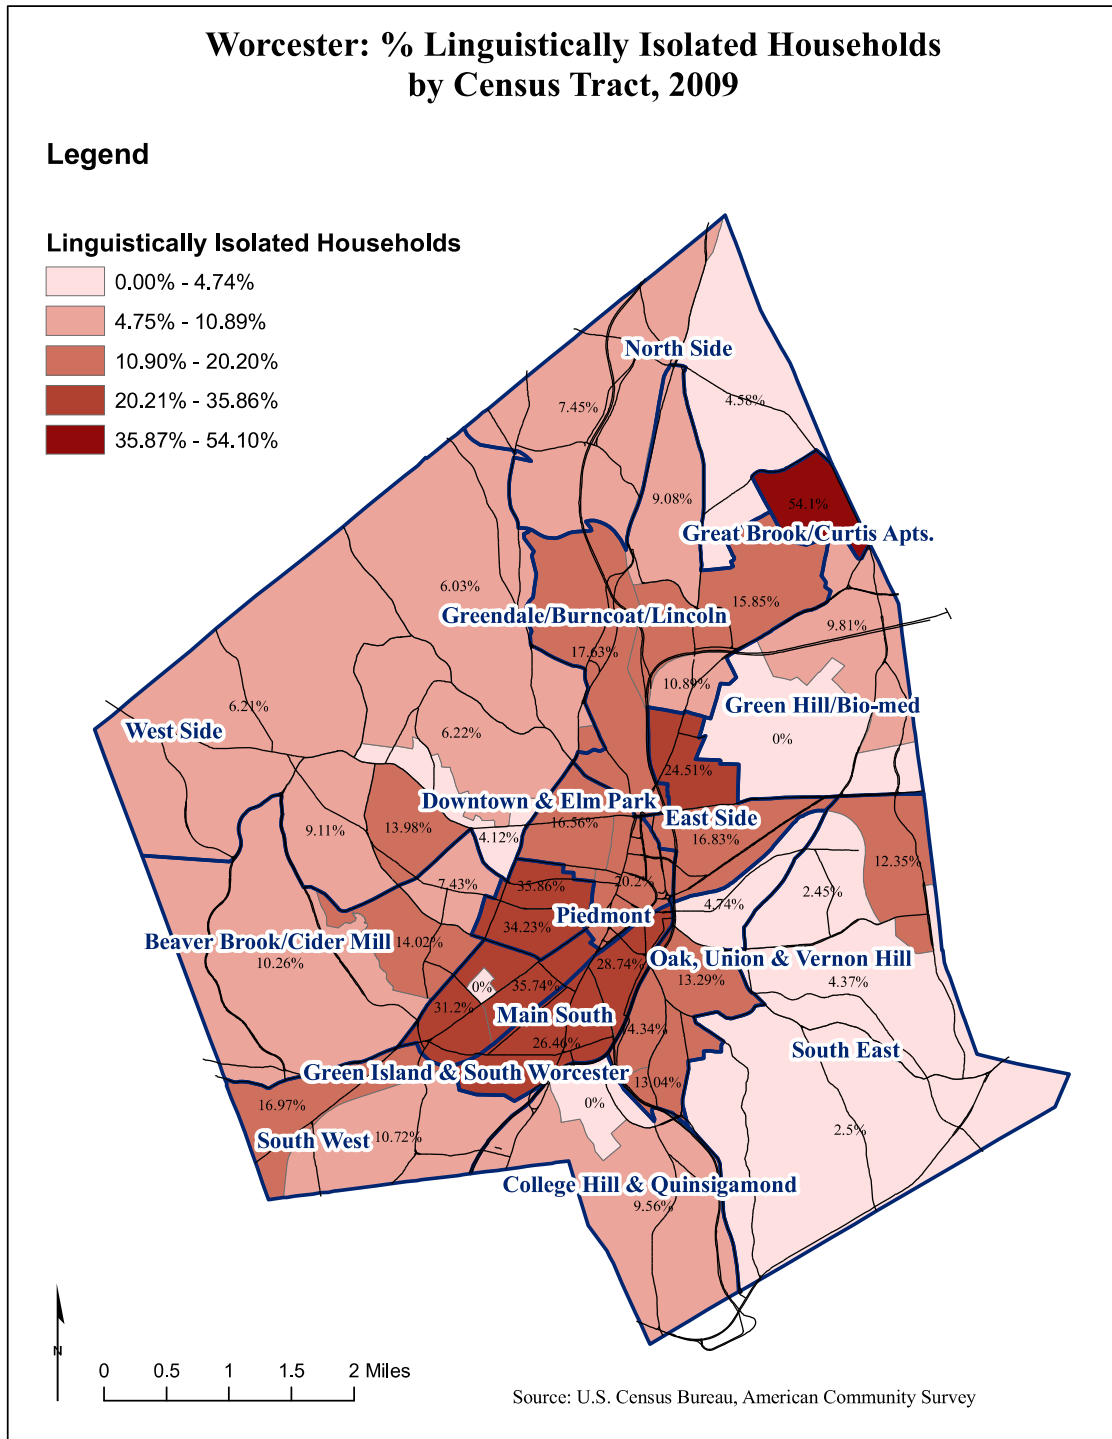 Worcester: % Linguistically Isolated Households
by Census Tract, 2009
Legend
Linguistically Isolated Households
0.00% - 4.74%
4.75% - 10.89%
10.90% - 20.20%
20.21% - 35.86%
35.87% - 54.10%
North Side
4.58%
7.45%
9.08%
54.1%
Great Brook/Curtis Apts.
6.03%
15.85%
Greendale/Burncoat/Lincoln
9.81%
17.63%
10.89%
6.21%
Green Hill/Bio-med
West Side
6.22%
0%
24.51%
Downtown & Elm Park
East Side
16.56%
9.11%
13.98%
4.12%
16.83%
12.35%
7.43%
35.86%
20.2%
2.45%
4.74%
Piedmont
34.23%
Beaver Brook/Cider Mill
14.02%
10.26%
28.74%
Oak, Union & Vernon Hill
13.29%
4.37%
0%
35.74%
31.2%
Main South
4.34%
26.46%
South East
Green Island & South Worcester
13.04%
16.97%
0%
10.72%
2.5%
South West
College Hill & Quinsigamond
9.56%
N
0 0.5 1 1.5 2 Miles
Source: U.S. Census Bureau, American Community Survey